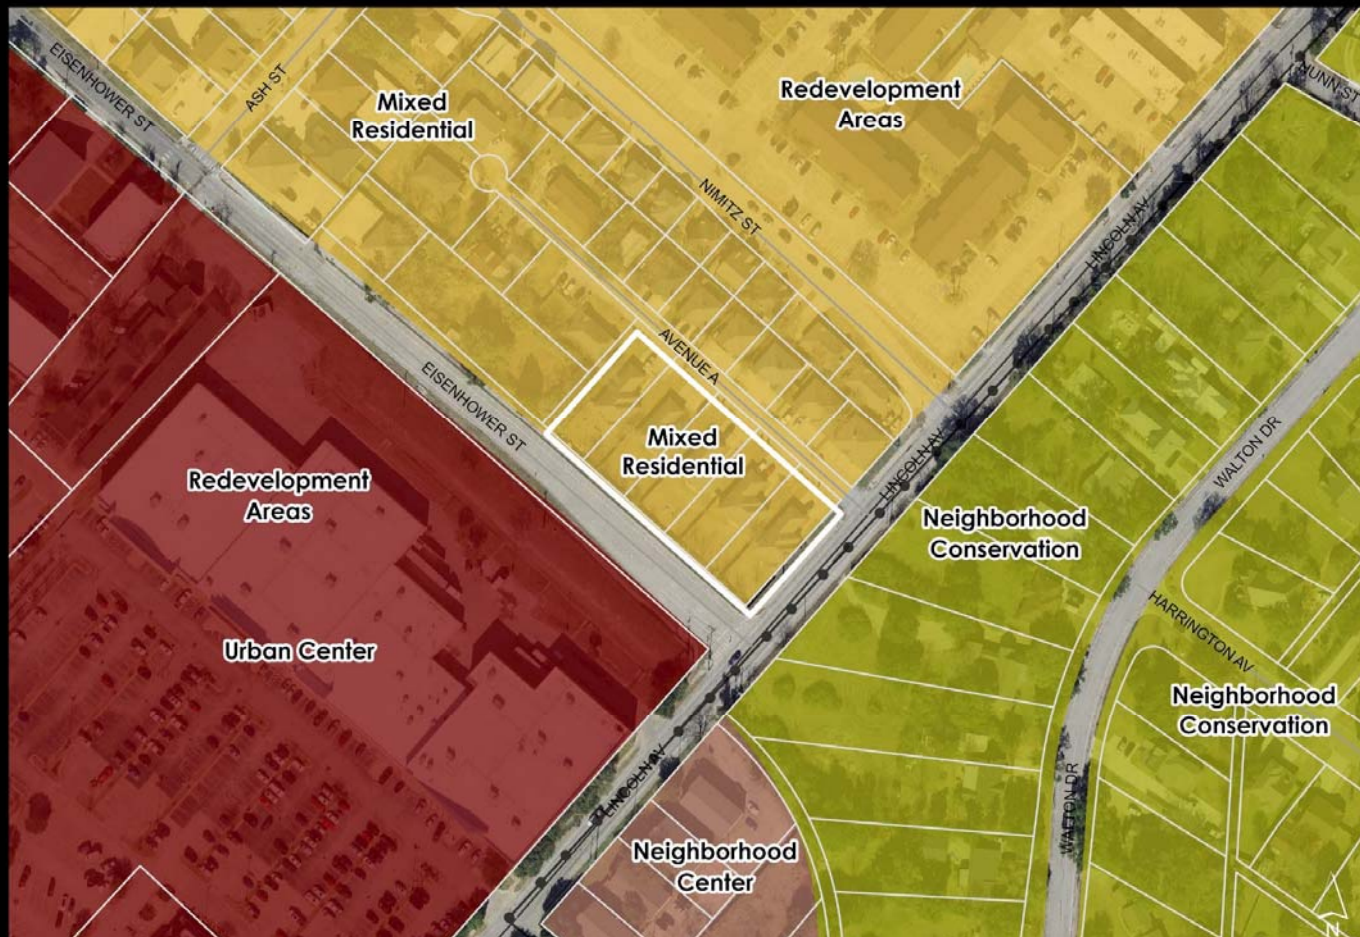 EISENHOWER ST
ASH ST
Mixed
Residential
Redevelopment
Areas
NUNN ST
NIMITZ ST
LINCOLN AV
AVENUE A
EISENHOWER ST
Mixed
Residential
LINCOLN AV
WALTON DR
Redevelopment
Areas
Neighborhood
Conservation
HARRINGTON AV
Urban Center
Neighborhood
Conservation
LINCOLN AV
WALTON DR
Neighborhood
Center
N